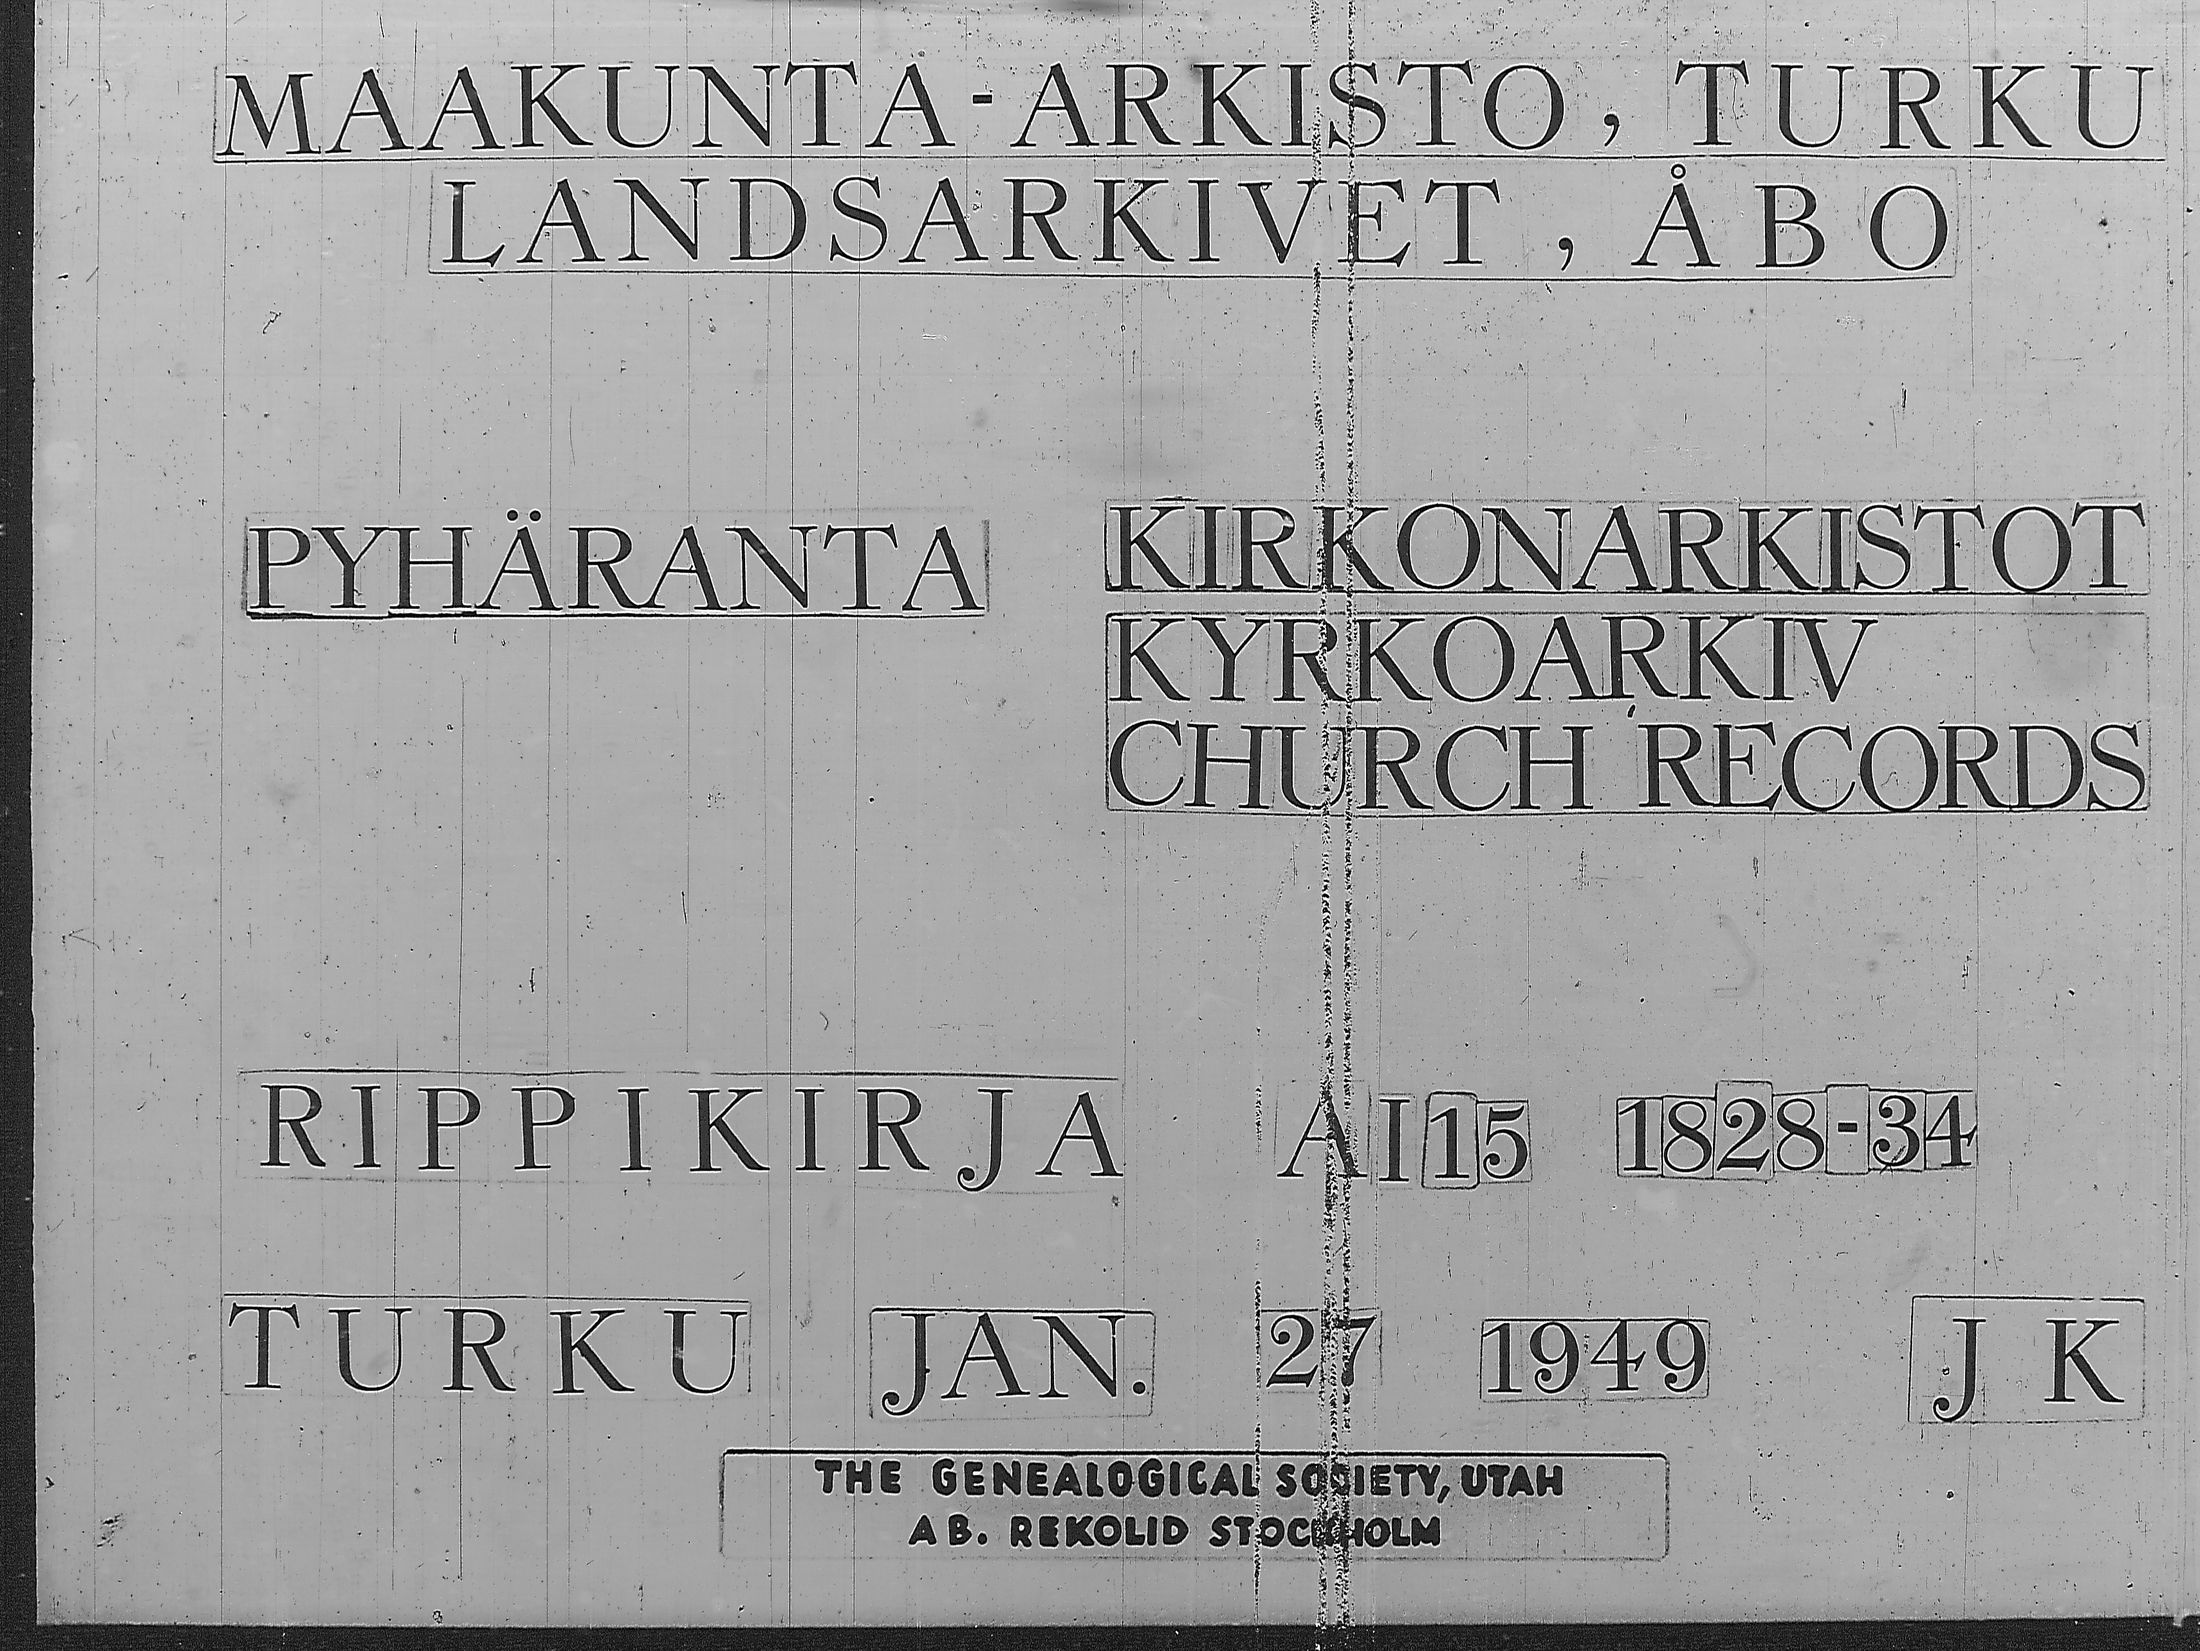 MAAKUNTA-ARKISTO, TURKU
LANDSARKIVET, ÅBO
PYHÄRANTA
KIRKONARKISTOT
KYRKOARKIV
CHURCH RECORDS
RIPPIKIRJA AI15 1828-34
TURKU JAN. 27 1949 JK
THE GENEALOGICAL SOCIETY, UTAH
AB. REKOLID STOCKHOLM